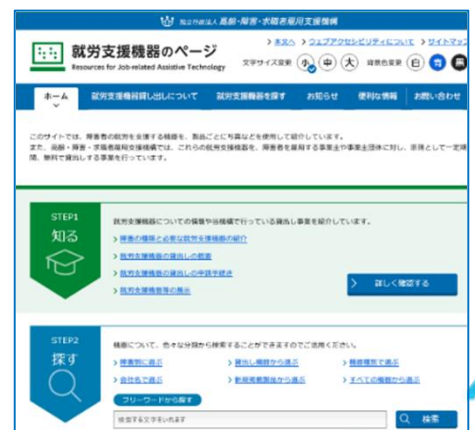 独立行政法人 高齢・障害・求職者雇用支援機構
本文へ ウェブアクセシビリティについて サイトマップ
就労支援機器のページ
Resources for Job-related Assistive Technology
文字サイズ変更 小 中 大 背景色変更 白 青 黒
ホーム 就労支援機器貸し出しについて 就労支援機器を探す お知らせ 便利な情報 お問い合わせ
このサイトでは、障害者の就労を支援する機器を、製品ごとに写真などを使用して紹介しています。
また、高齢・障害・求職者雇用支援機構では、これらの就労支援機器を、障害者を雇用する事業主や事業主団体に対し、原則として一定期
間、無料で貸出しする事業を行っています。
STEP1
知る
就労支援機器についての情報や当機構で行っている貸出し事業を紹介しています。
障害の種類と必要な就労支援機器の紹介
就労支援機器の貸出しの概要
就労支援機器の貸出しの申請手続き
就労支援機器等の展示
詳しく確認する
STEP2
探す
機器について、色々な分類から検索することができますのでご活用ください。
障害別に選ぶ 貸出し機器から選ぶ 機器種類で選ぶ
会社名で選ぶ 新規掲載製品から選ぶ すべての機器から選ぶ
フリーワードから探す
検索する文字をいれます 検索